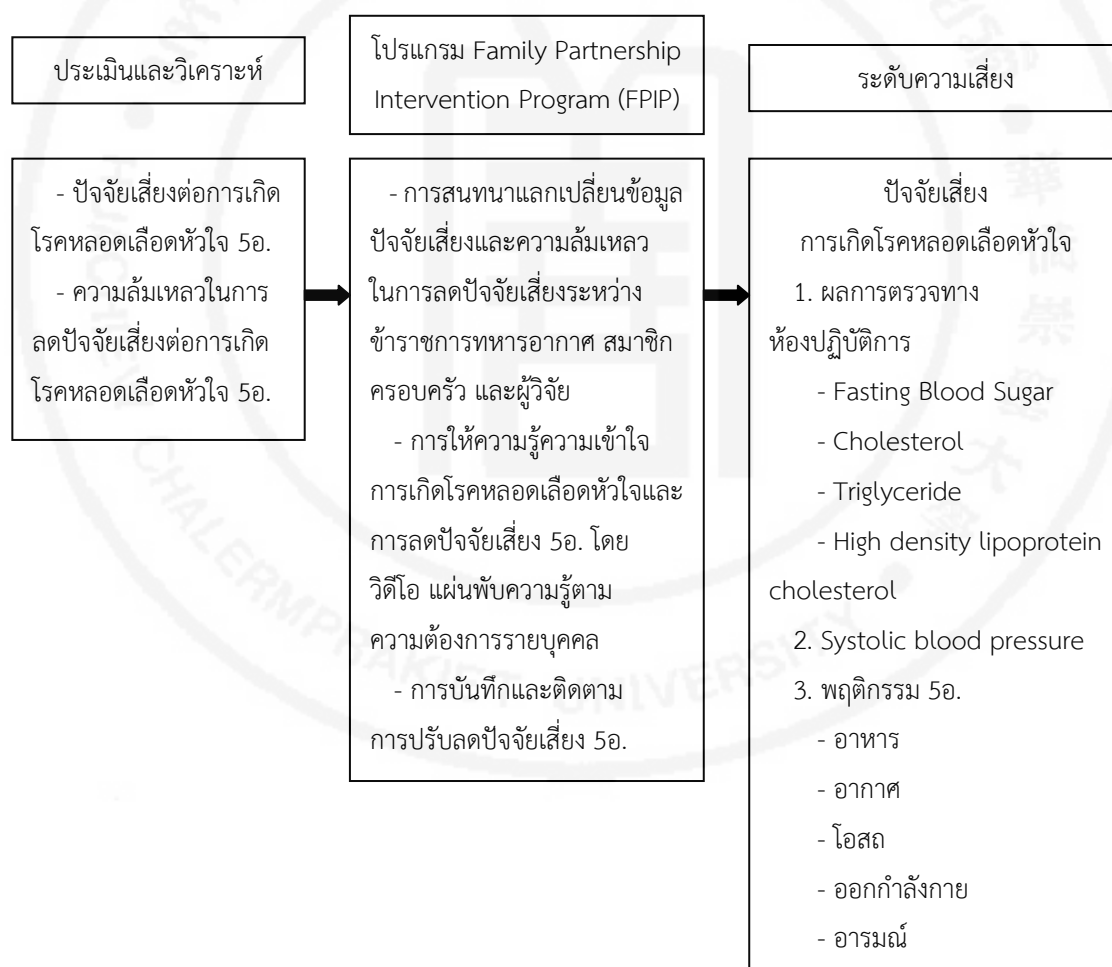 ประเมินและวิเคราะห์
โปรแกรม Family Partnership
Intervention Program (FPIP)
ระดับความเสี่ยง
- ปัจจัยเสี่ยงต่อการเกิด
โรคหลอดเลือดหัวใจ 5อ.
- ความล้มเหลวในการ
ลดปัจจัยเสี่ยงต่อการเกิด
โรคหลอดเลือดหัวใจ 5อ.
- การสนทนาแลกเปลี่ยนข้อมูล
ปัจจัยเสี่ยงและความล้มเหลว
ในการลดปัจจัยเสี่ยงระหว่าง
ข้าราชการทหารอากาศ สมาชิก
ครอบครัว และผู้วิจัย
- การให้ความรู้ความเข้าใจ
การเกิดโรคหลอดเลือดหัวใจและ
การลดปัจจัยเสี่ยง 5อ. โดย
วิดีโอ แผ่นพับความรู้ตาม
ความต้องการรายบุคคล
- การบันทึกและติดตาม
การปรับลดปัจจัยเสี่ยง 5อ.
ปัจจัยเสี่ยง
การเกิดโรคหลอดเลือดหัวใจ
1. ผลการตรวจทาง
ห้องปฏิบัติการ
- Fasting Blood Sugar
- Cholesterol
- Triglyceride
- High density lipoprotein
cholesterol
2. Systolic blood pressure
3. พฤติกรรม 5อ.
- อาหาร
- อากาศ
- โอสถ
- ออกกำลังกาย
- อารมณ์